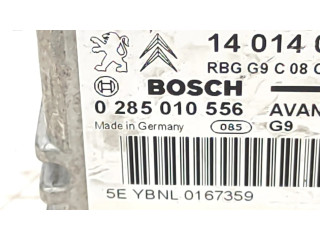 14 014 0
RBG G9 C 08 C
BOSCH
0 285 010 556 AVAN
Made in Germany 085 G9
5E YBNL 0167359